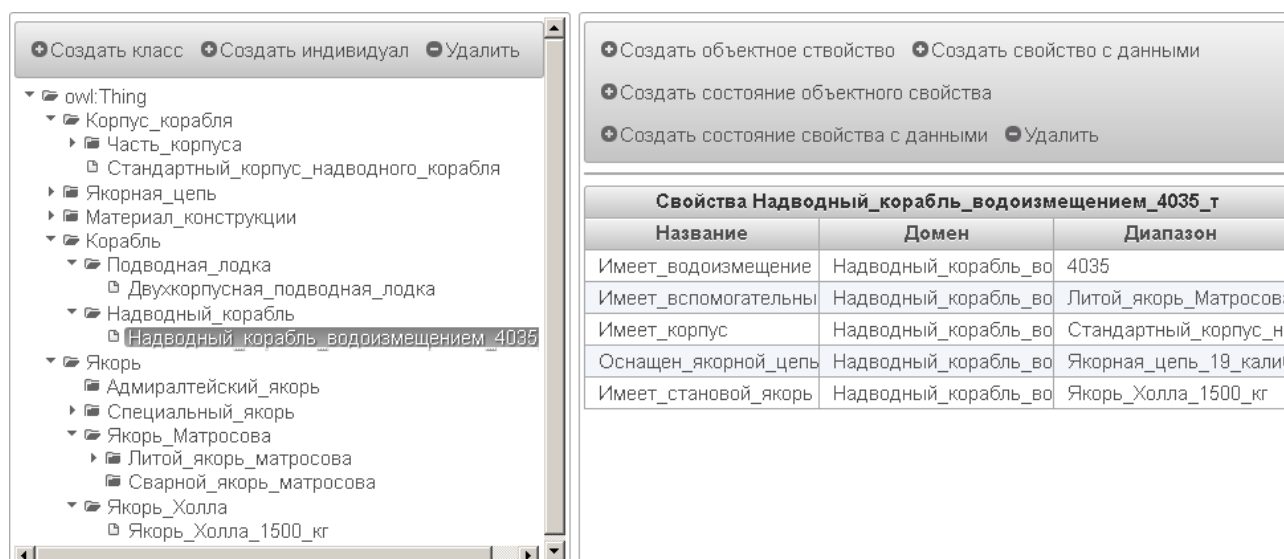 Создать класс Создать индивидуал Удалить
owl:Thing
Корпус_корабля
Часть_корпуса
Стандартный_корпус_надводного_корабля
Якорная_цепь
Материал_конструкции
Корабль
Подводная_лодка
Двухкорпусная_подводная_лодка
Надводный_корабль
Надводный_корабль_водоизмещением_4035
Якорь
Адмиралтейский_якорь
Специальный_якорь
Якорь_Матросова
Литой_якорь_матросова
Сварной_якорь_матросова
Якорь_Холла
Якорь_Холла_1500_кг
Создать объектное ствойство Создать свойство с данными
Создать состояние объектного свойства
Создать состояние свойства с данными Удалить
Свойства Надводный_корабль_водоизмещением_4035_т
Название Домен Диапазон
Имеет_водоизмещение Надводный_корабль_во 4035
Имеет_вспомогательны Надводный_корабль_во Литой_якорь_Матросова
Имеет_корпус Надводный_корабль_во Стандартный_корпус_н
Оснащен_якорной_цепь Надводный_корабль_во Якорная_цепь_19_кали
Имеет_становой_якорь Надводный_корабль_во Якорь_Холла_1500_кг